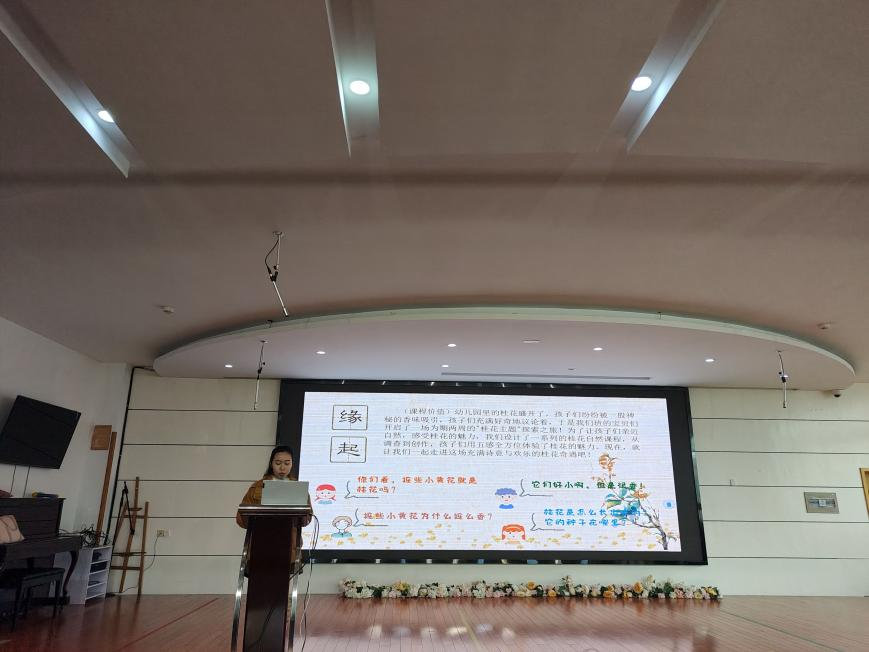 缘
起
（课程价值）幼儿园里的桂花盛开了，孩子们纷纷被一股神
秘的香味吸引，孩子们充满好奇地议论着，于是我们班的宝贝们
开启了一场为期两周的“桂花主题”探索之旅！为了让孩子们亲近
自然，感受桂花的魅力，我们设计了一系列的桂花自然课程，从
调查到创作，孩子们用五感全方位体验了桂花的魅力。现在，就
让我们一起走进这场充满诗意与欢乐的桂花奇遇吧！
你们看，这些小黄花就是
桂花吗？
它们好小啊，但是很香！
这些小黄花为什么这么香？
桂花是怎么长
它的种子在哪里？